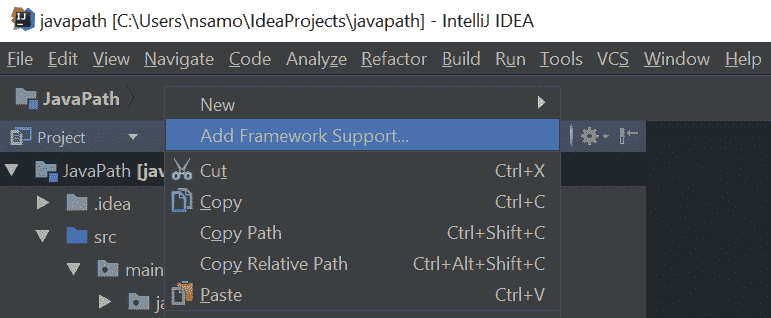 javapath [C:\Users\nsamo\IdeaProjects\javapath] - IntelliJ IDEA
File Edit View Navigate Code Analyze Refactor Build Run Tools VCS Window Help
JavaPath
New
Add Framework Support...
Project
Cut Ctrl+X
JavaPath [jav
Copy Ctrl+C
.idea
Copy Path Ctrl+Shift+C
src
Copy Relative Path Ctrl+Alt+Shift+C
main
Paste Ctrl+V
ja